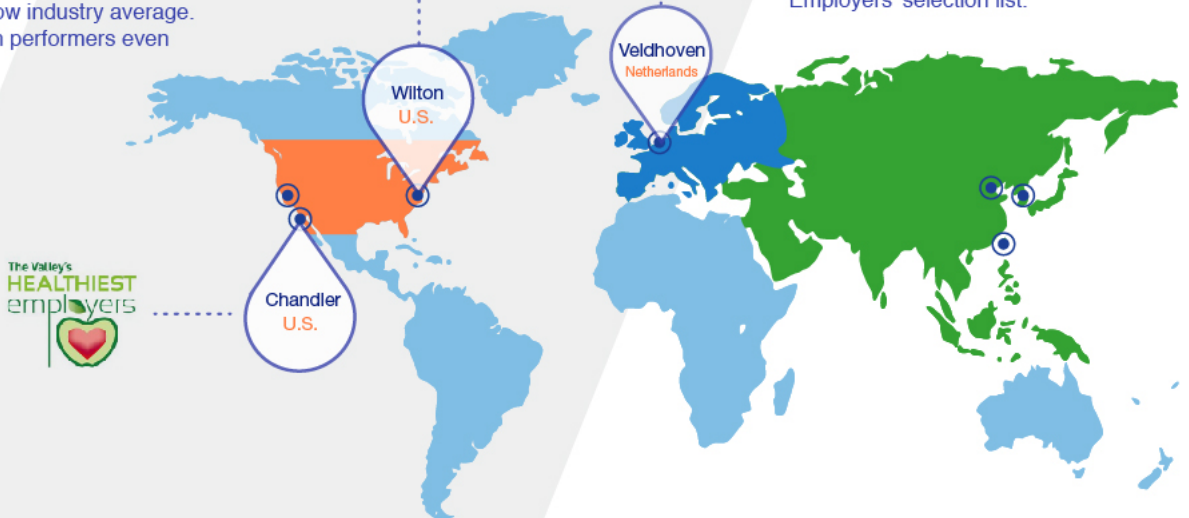 ow industry average.
n performers even
Employers' selection list.
Wilton
U.S.
Veldhoven
Netherlands
The Valley's
HEALTHIEST
employers
Chandler
U.S.